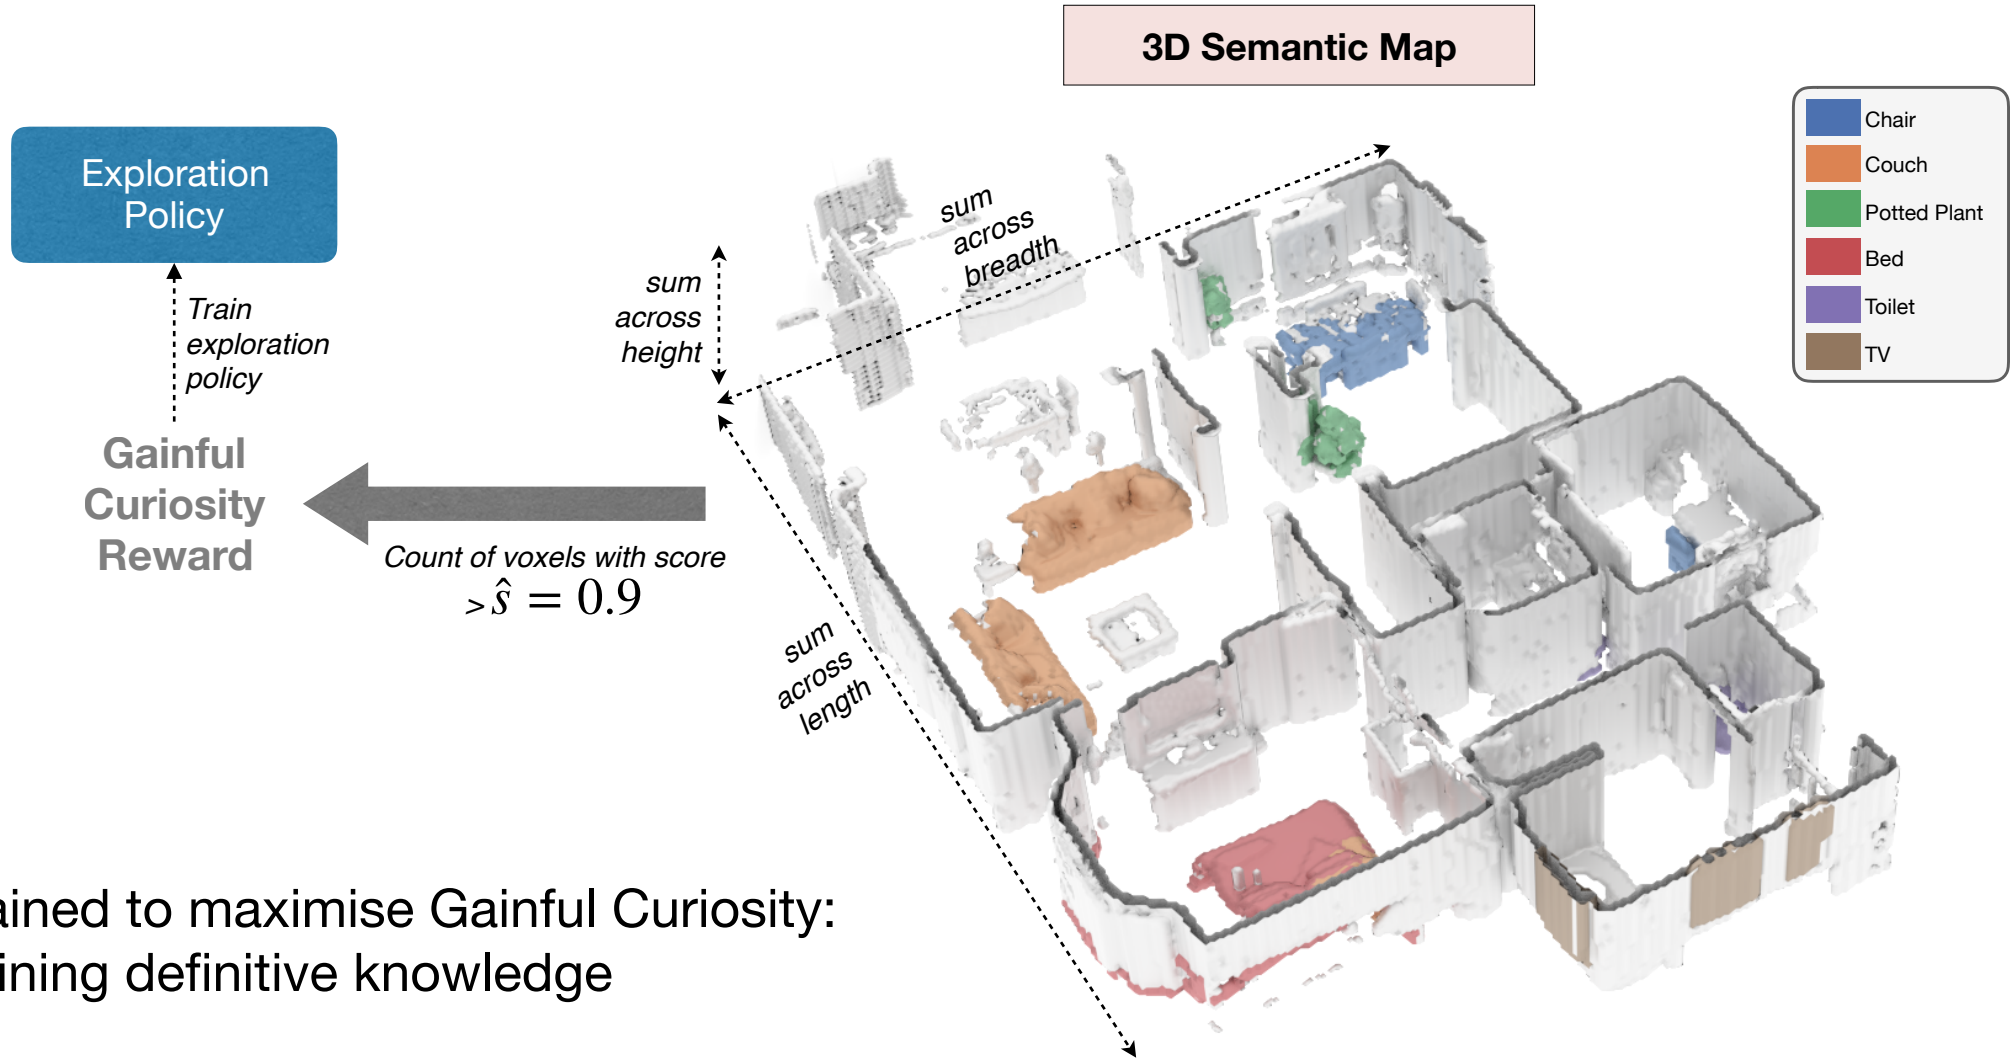 3D Semantic Map
Chair
Couch
Potted Plant
Bed
Toilet
TV
Exploration
Policy
Train
exploration
policy
Gainful
Curiosity
Reward
Count of voxels with score
> ŝ = 0.9
sum
across
height
sum
across
breadth
sum
across
length
ained to maximise Gainful Curiosity:
ining definitive knowledge